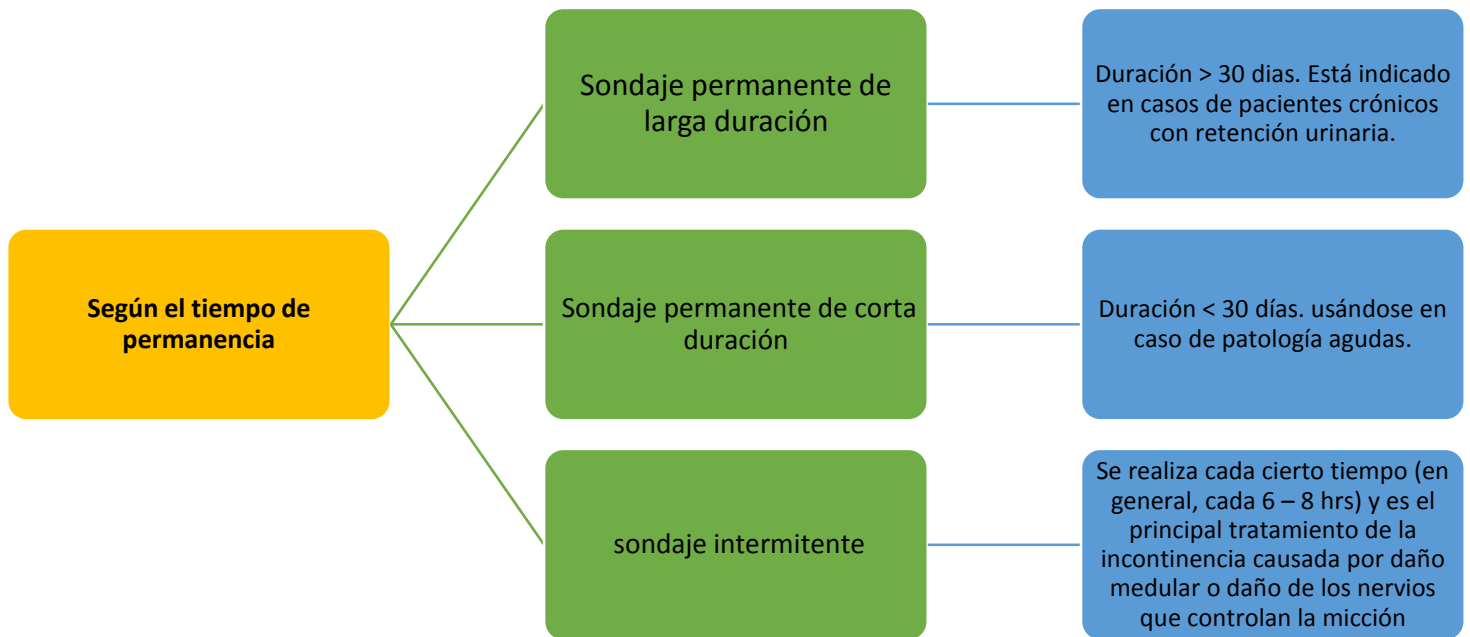 Según el tiempo de
permanencia
Sondaje permanente de
larga duración
Duración > 30 dias. Está indicado
en casos de pacientes crónicos
con retención urinaria.
Sondaje permanente de corta
duración
Duración < 30 días. usándose en
caso de patología agudas.
sondaje intermitente
Se realiza cada cierto tiempo (en
general, cada 6 – 8 hrs) y es el
principal tratamiento de la
incontinencia causada por daño
medular o daño de los nervios
que controlan la micción